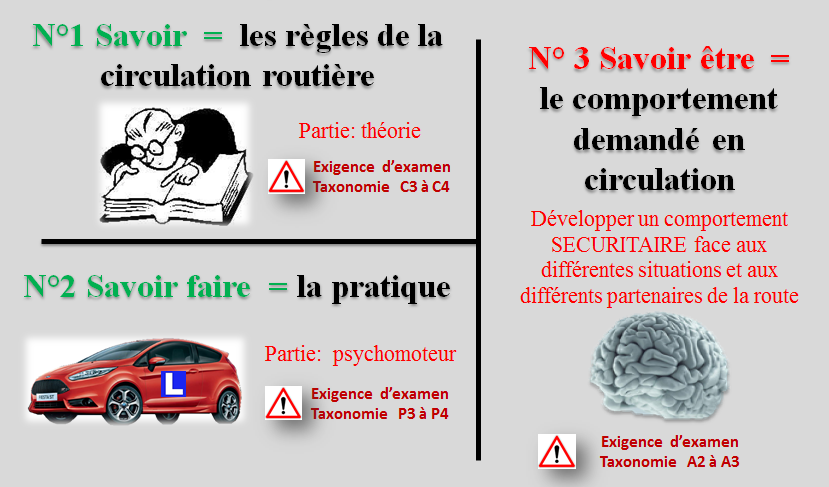 N°1 Savoir = les règles de la
circulation routière
Partie: théorie
Exigence d'examen
Taxonomie C3 à C4
N°2 Savoir faire = la pratique
Partie: psychomoteur
L
Exigence d'examen
Taxonomie P3 à P4
N° 3 Savoir être =
le comportement
demandé en
circulation
Développer un comportement
SECURITAIRE face aux
différentes situations et aux
différents partenaires de la route
Exigence d'examen
Taxonomie A2 à A3